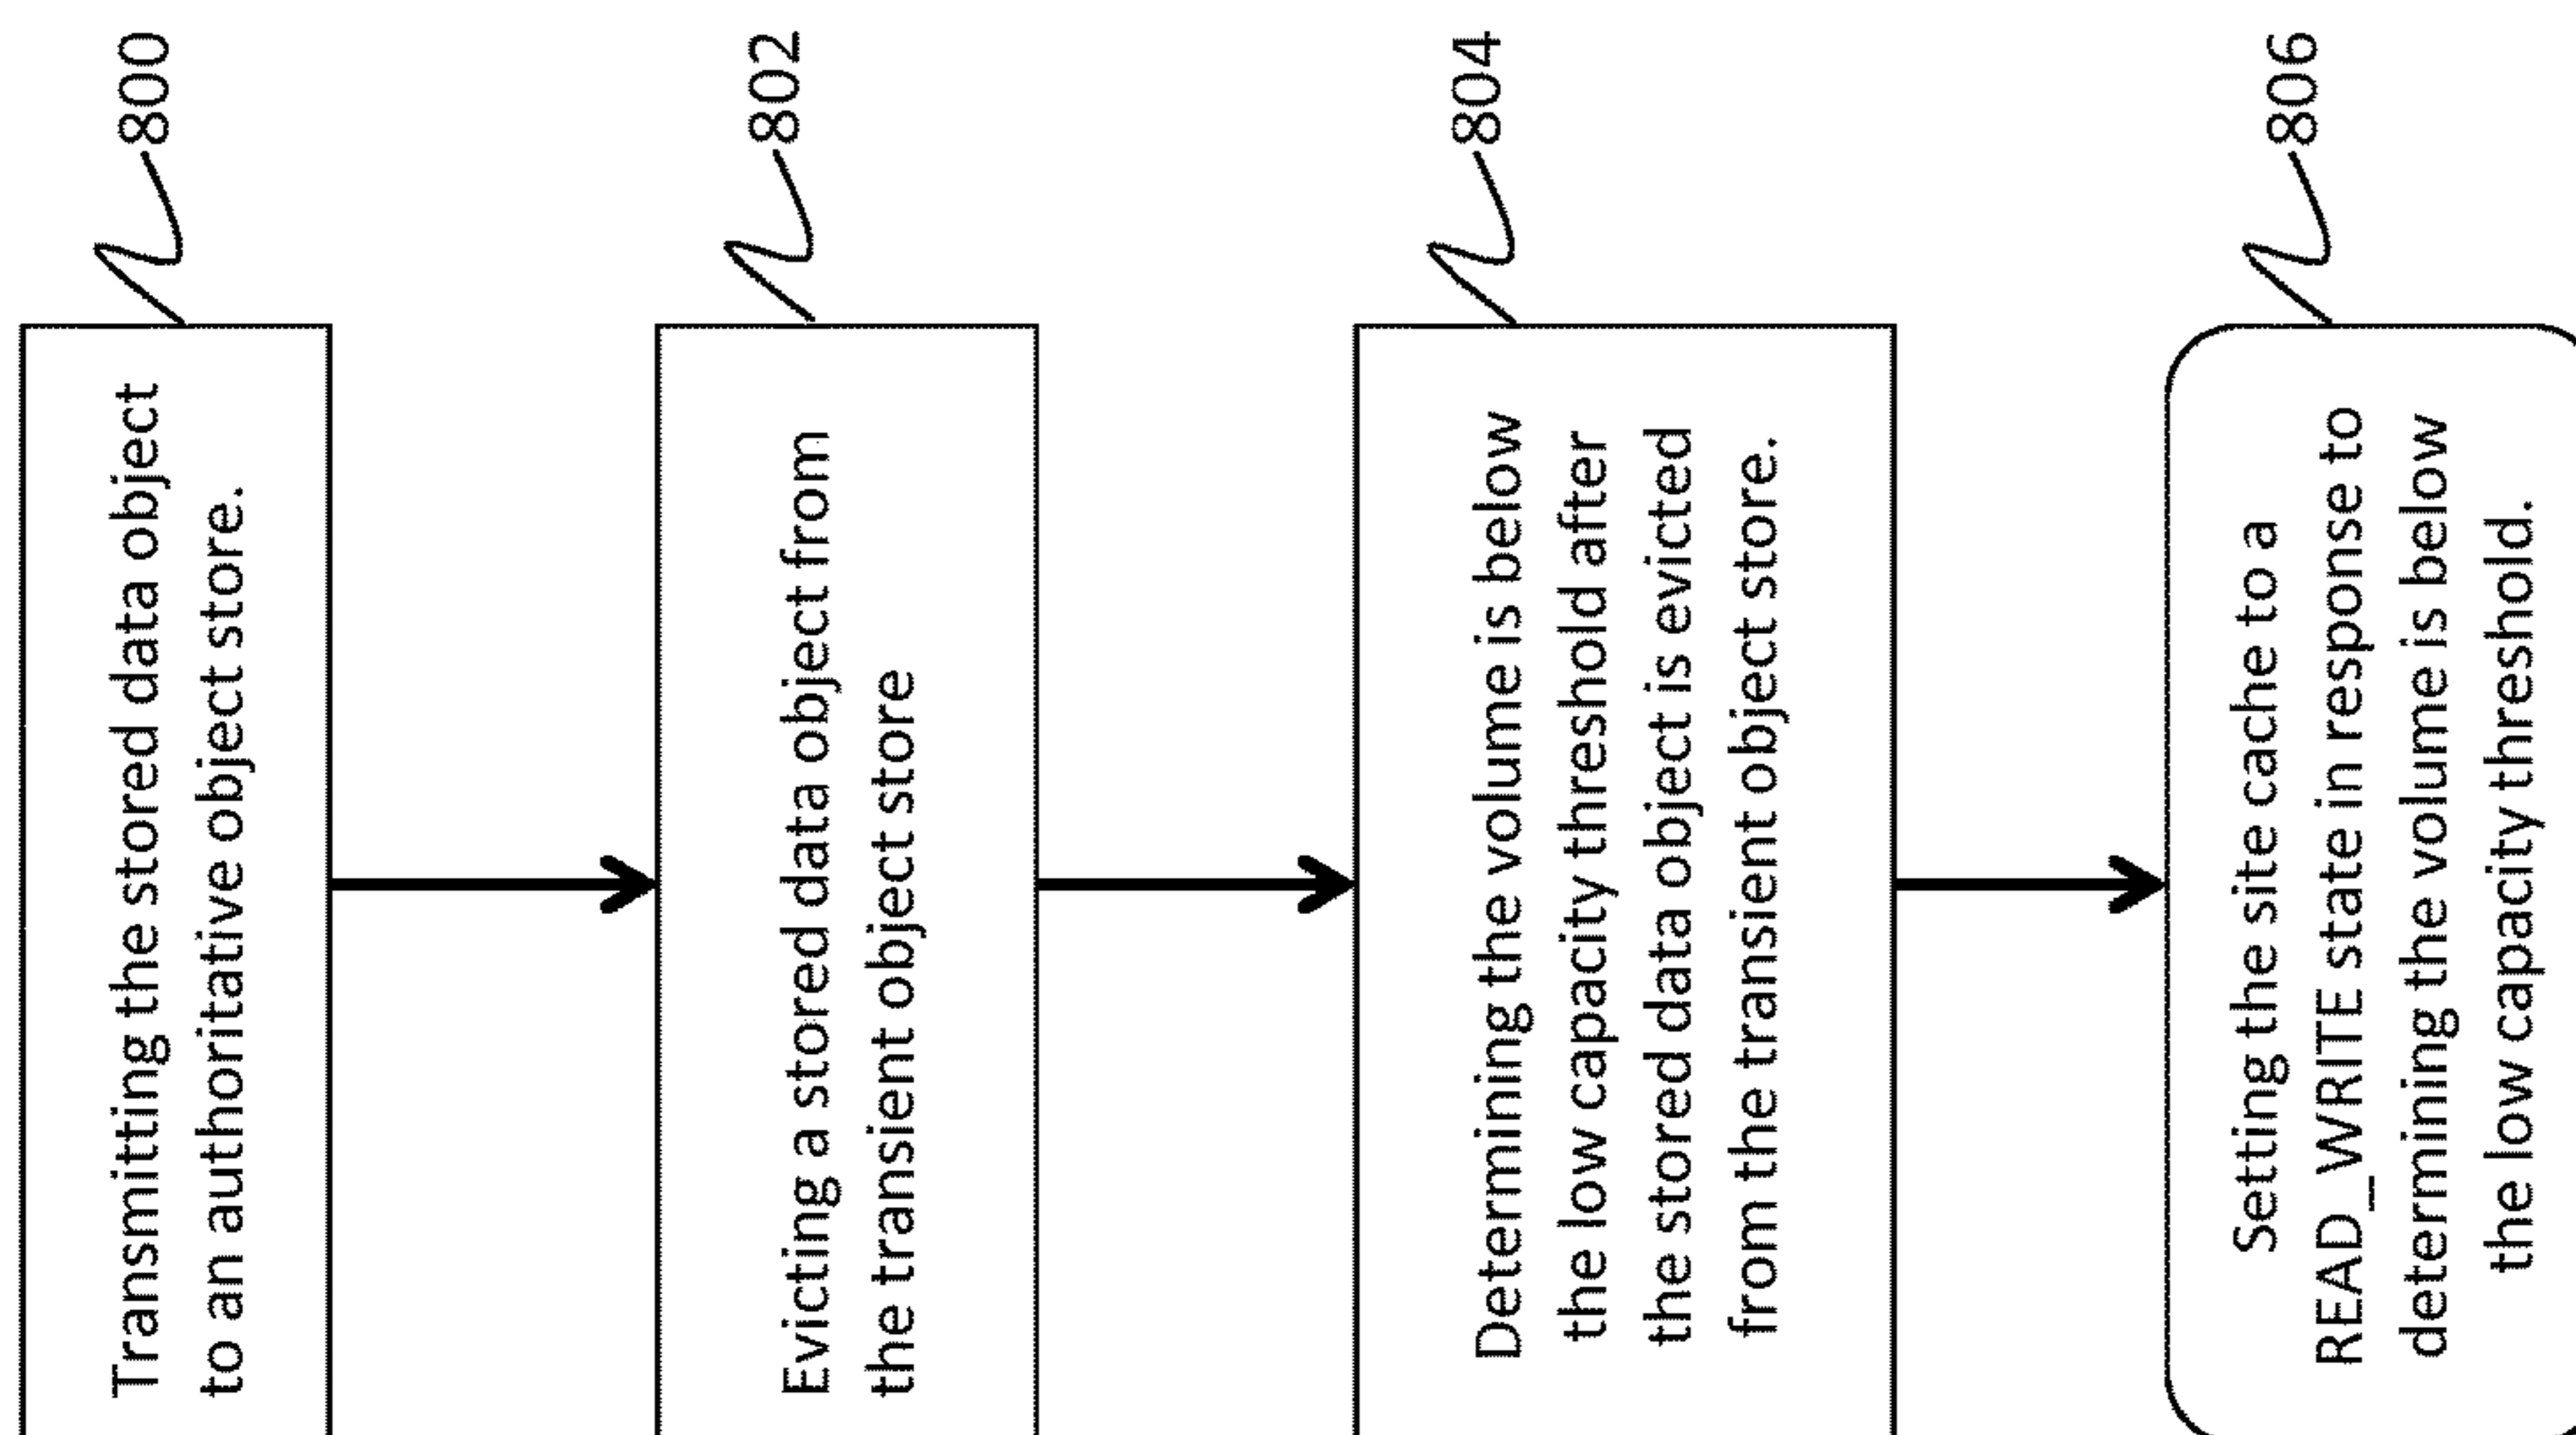 800
Transmitting the stored data object
to an authoritative object store.
802
Evicting a stored data object from
the transient object store
804
Determining the volume is below
the low capacity threshold after
the stored data object is evicted
from the transient object store.
806
Setting the site cache to a
READ_WRITE state in response to
determining the volume is below
the low capacity threshold.